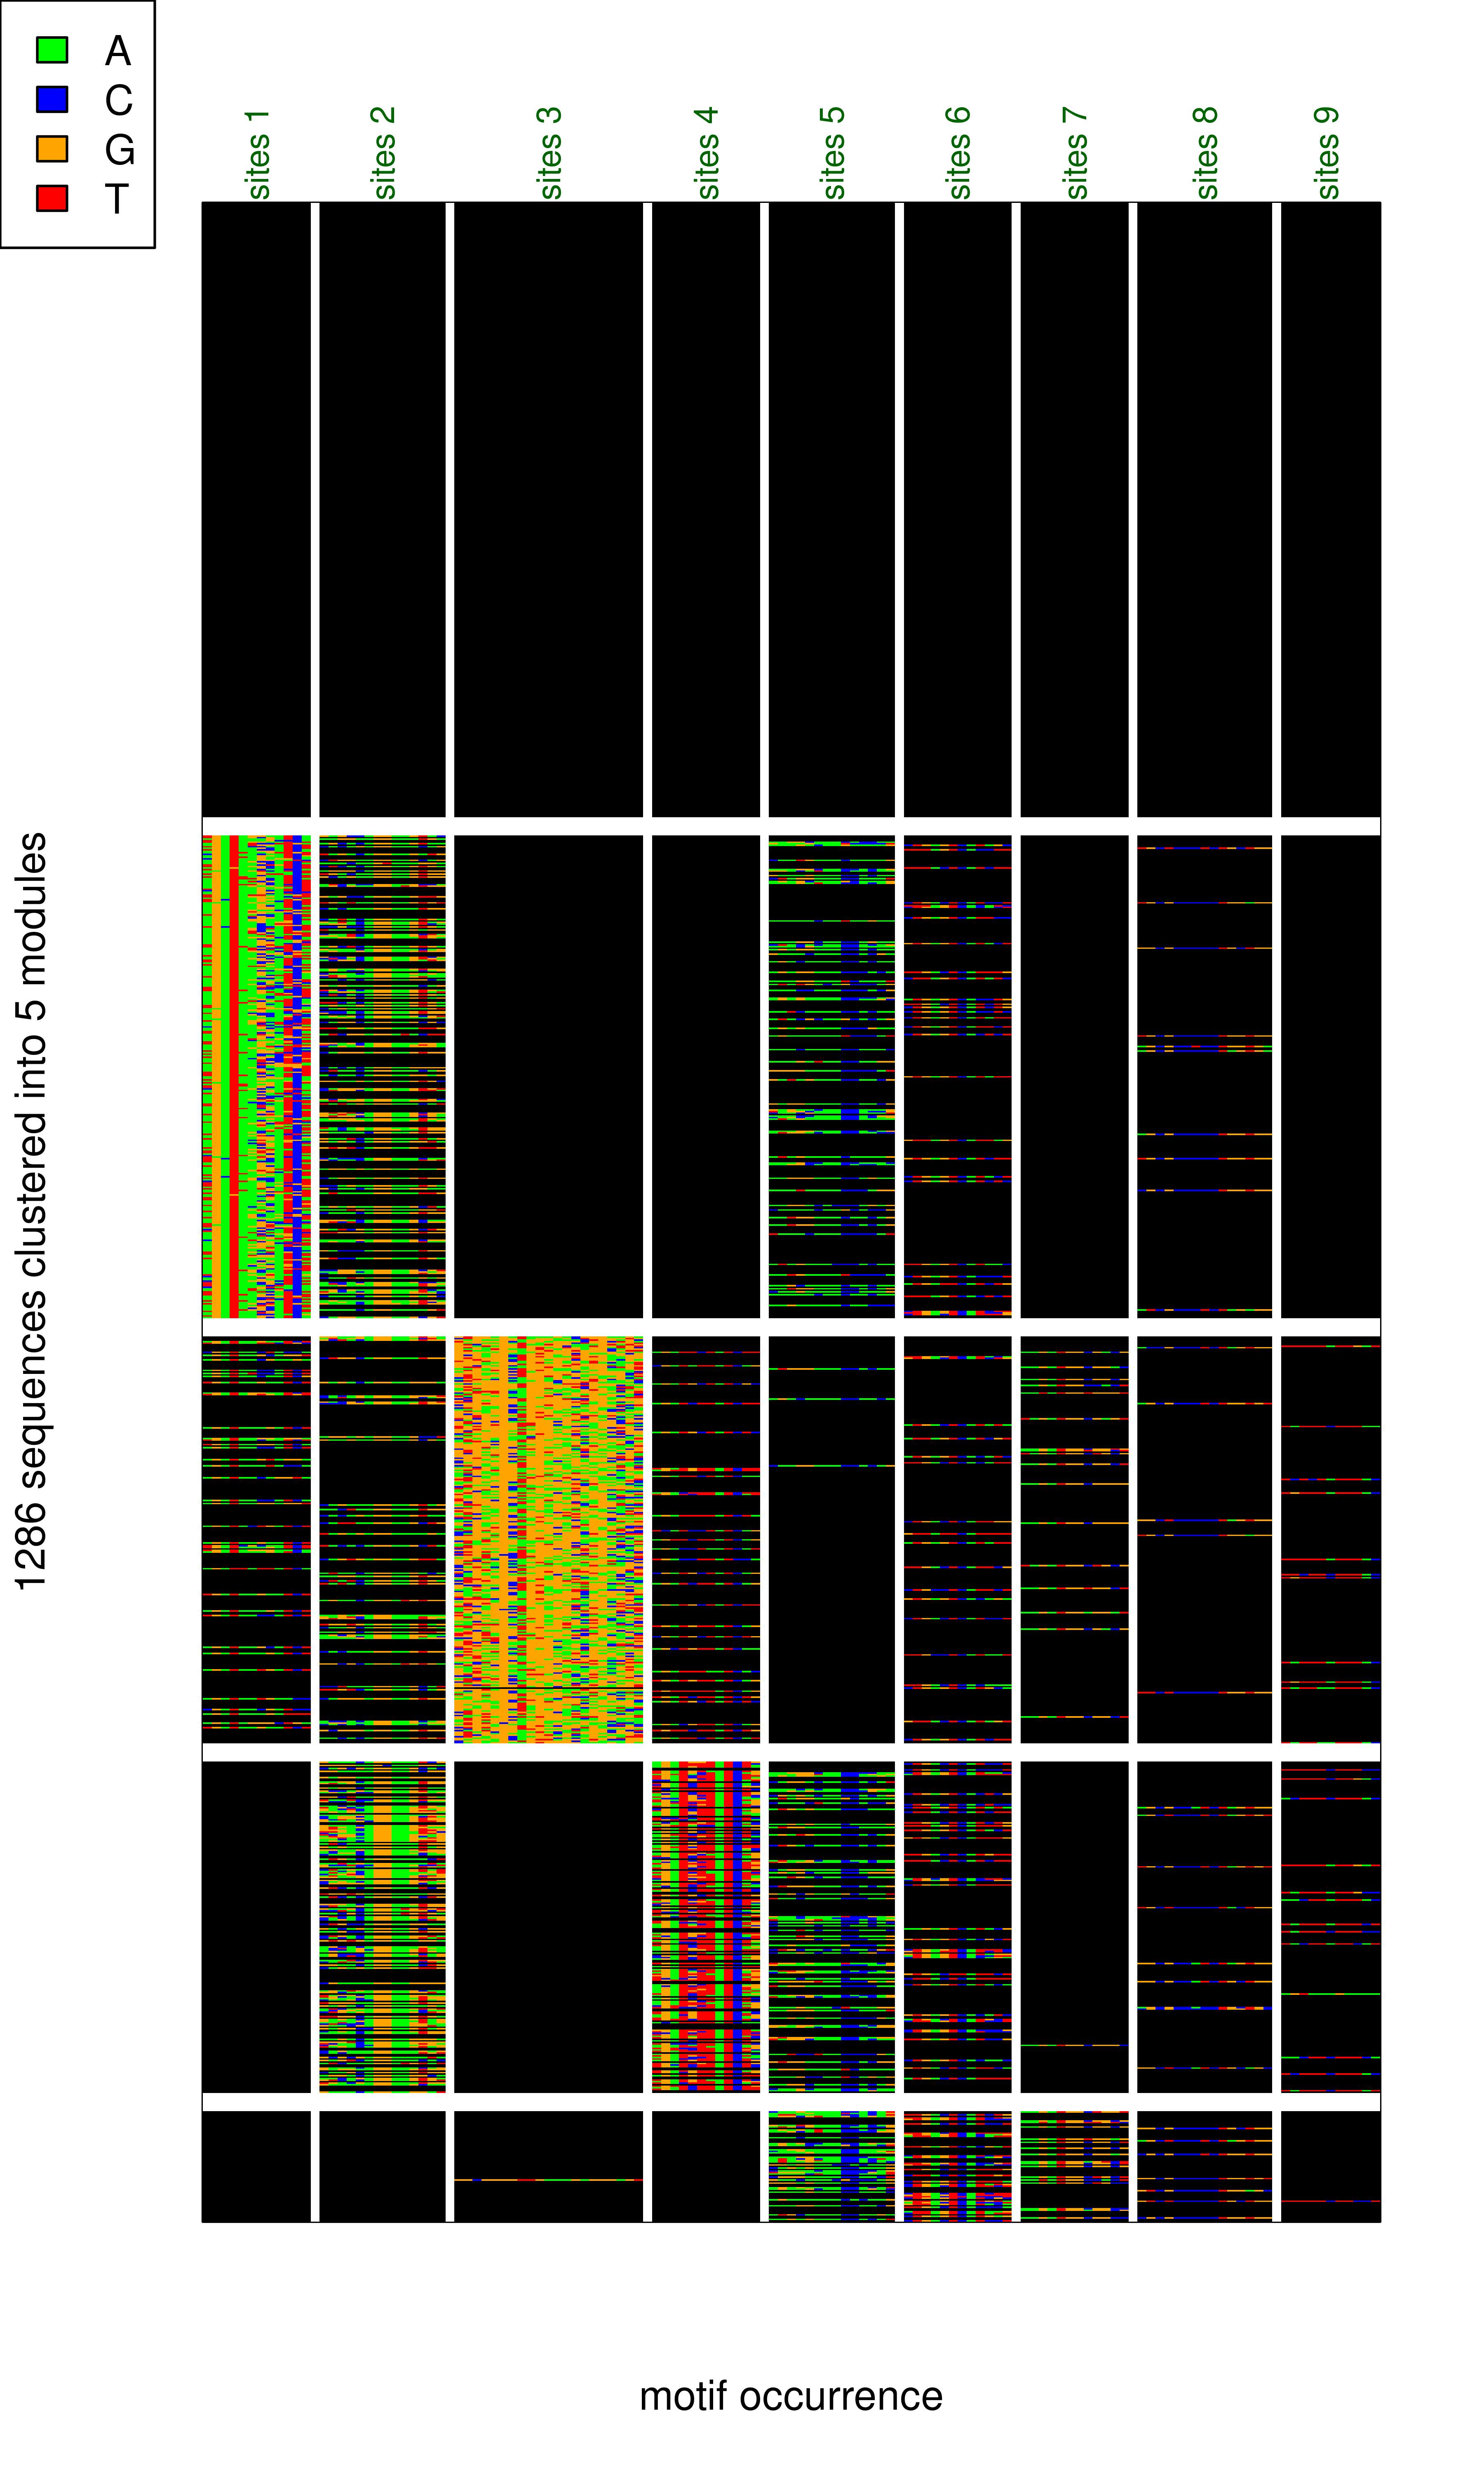 A
C
G
T
sites 1
sites 2
sites 3
sites 4
sites 5
sites 6
sites 7
sites 8
sites 9
1286 sequences clustered into 5 modules
motif occurrence